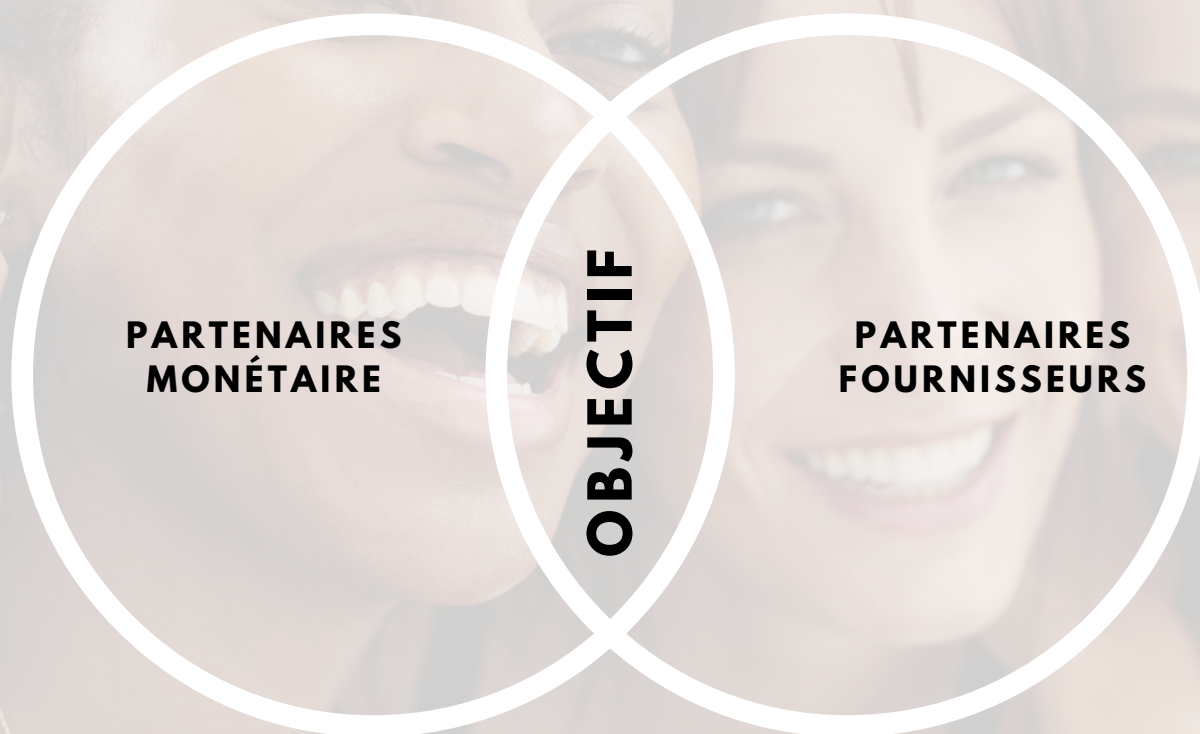 PARTENAIRES
MONÉTAIRE
OBJECTIF
PARTENAIRES
FOURNISSEURS